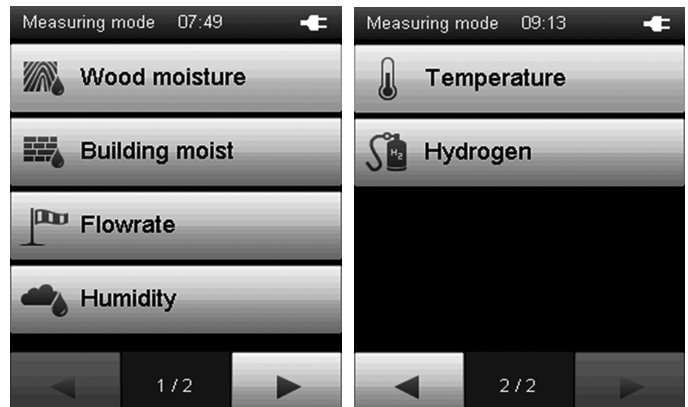 Measuring mode 07:49
Wood moisture
Building moist
Flowrate
Humidity
1 / 2
Measuring mode 09:13
Temperature
H2
Hydrogen
2 / 2